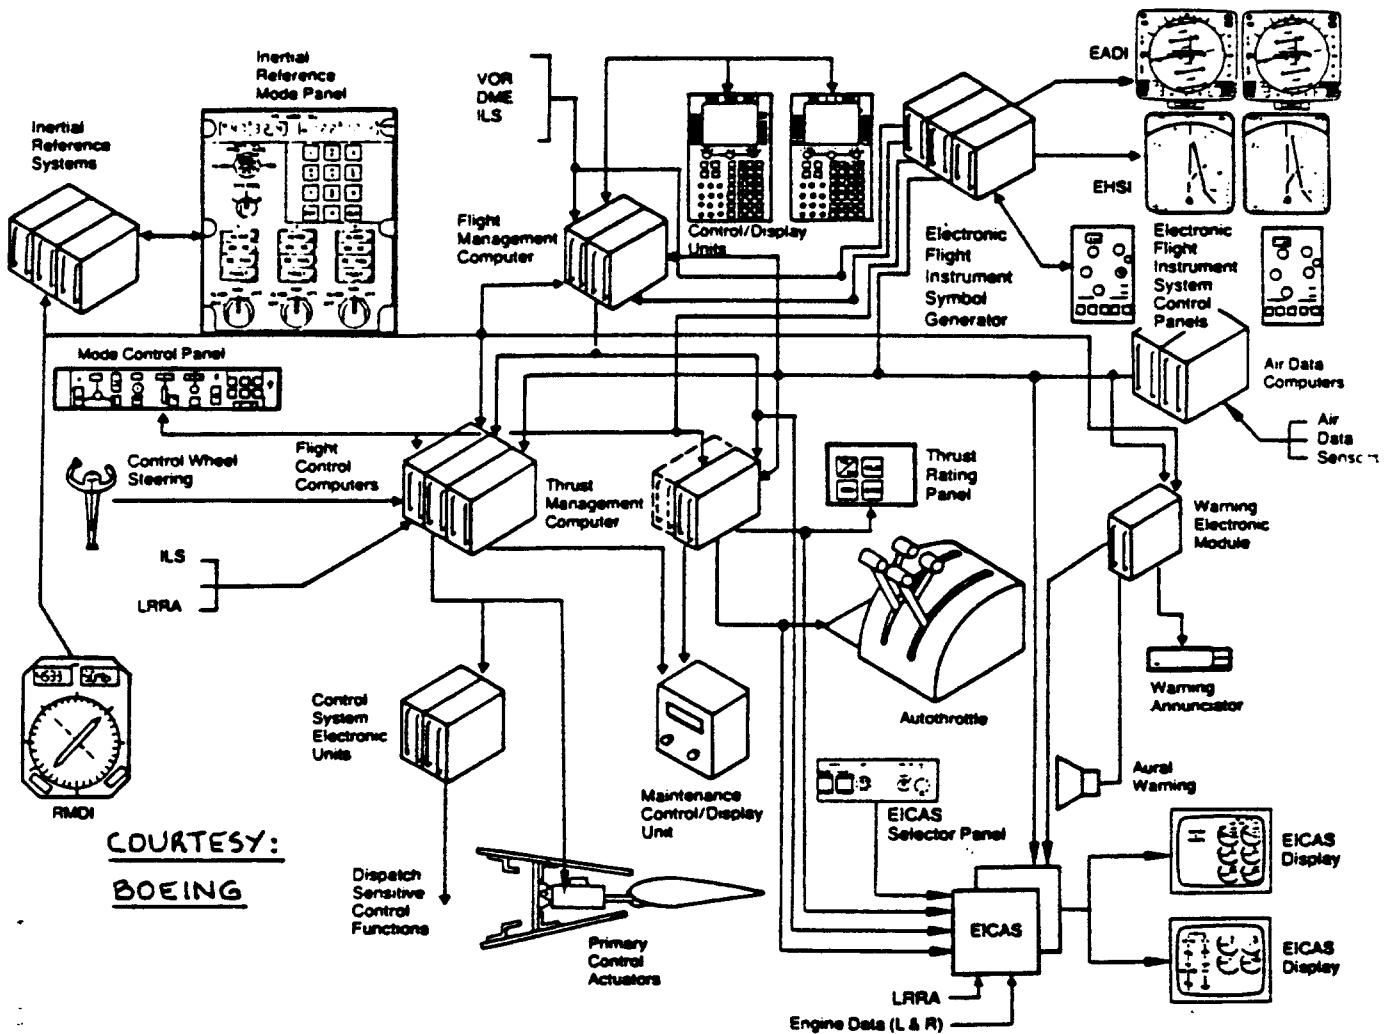 Inertial
Reference
Mode Panel
Inertial
Reference
Systems
VOR
DME
ILS
Flight
Management
Computer
Control/Display
Units
EADI
EHSI
Electronic
Flight
Instrument
Symbol
Generator
Electronic
Flight
Instrument
System
Control
Panels
Mode Control Panel
Air Data
Computers
Air
Data
Sensors
Control Wheel
Steering
Flight
Control
Computers
Thrust
Management
Computer
Thrust
Rating
Panel
Warning
Electronic
Module
ILS
LRRA
Autothrottle
Warning
Annunciator
Control
System
Electronic
Units
Aural
Warning
RMDI
COURTESY:
BOEING
Maintenance
Control/Display
Unit
EICAS
Selector Panel
EICAS
Display
Dispatch
Sensitive
Control
Functions
Primary
Control
Actuators
EICAS
EICAS
Display
LRRA
Engine Data (L & R)